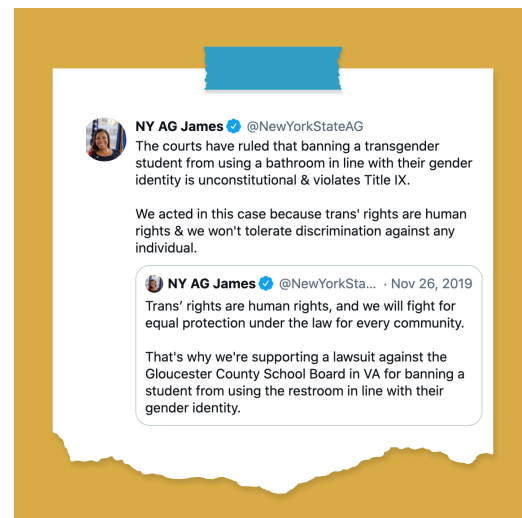 NY AG James @NewYorkStateAG
The courts have ruled that banning a transgender
student from using a bathroom in line with their gender
identity is unconstitutional & violates Title IX.
We acted in this case because trans' rights are human
rights & we won't tolerate discrimination against any
individual.
NY AG James @NewYorkSta... · Nov 26, 2019
Trans’ rights are human rights, and we will fight for
equal protection under the law for every community.
That's why we're supporting a lawsuit against the
Gloucester County School Board in VA for banning a
student from using the restroom in line with their
gender identity.